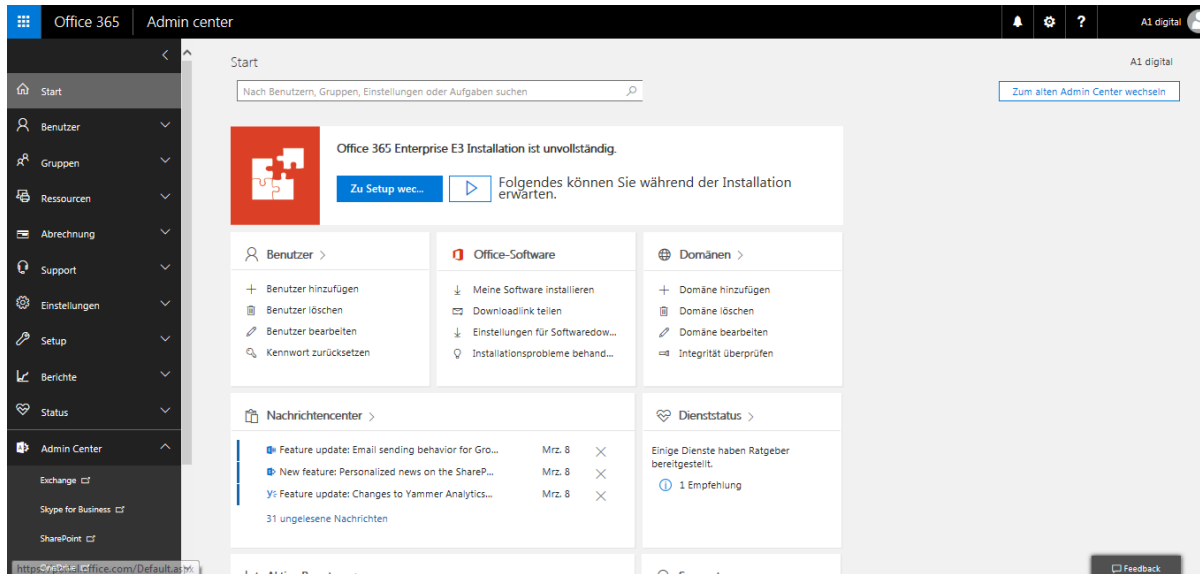 Office 365 Admin center
? A1 digital
Start
A1 digital
Nach Benutzern, Gruppen, Einstellungen oder Aufgaben suchen
Zum alten Admin Center wechseln
Start
Benutzer
Gruppen
Ressourcen
Abrechnung
Support
Einstellungen
Setup
Berichte
Status
Admin Center
Exchange
Skype for Business
SharePoint
https://portal.office.com/Default.aspx
Office 365 Enterprise E3 Installation ist unvollständig.
Zu Setup wec...
Folgendes können Sie während der Installation
erwarten.
Benutzer
Benutzer hinzufügen
Benutzer löschen
Benutzer bearbeiten
Kennwort zurücksetzen
Office-Software
Meine Software installieren
Downloadlink teilen
Einstellungen für Softwaredow...
Installationsprobleme behand...
Domänen
Domäne hinzufügen
Domäne löschen
Domäne bearbeiten
Integrität überprüfen
Nachrichtencenter
Feature update: Email sending behavior for Gro... Mrz. 8
New feature: Personalized news on the ShareP... Mrz. 8
Feature update: Changes to Yammer Analytics... Mrz. 8
31 ungelesene Nachrichten
Dienststatus
Einige Dienste haben Ratgeber
bereitgestellt.
1 Empfehlung
Feedback